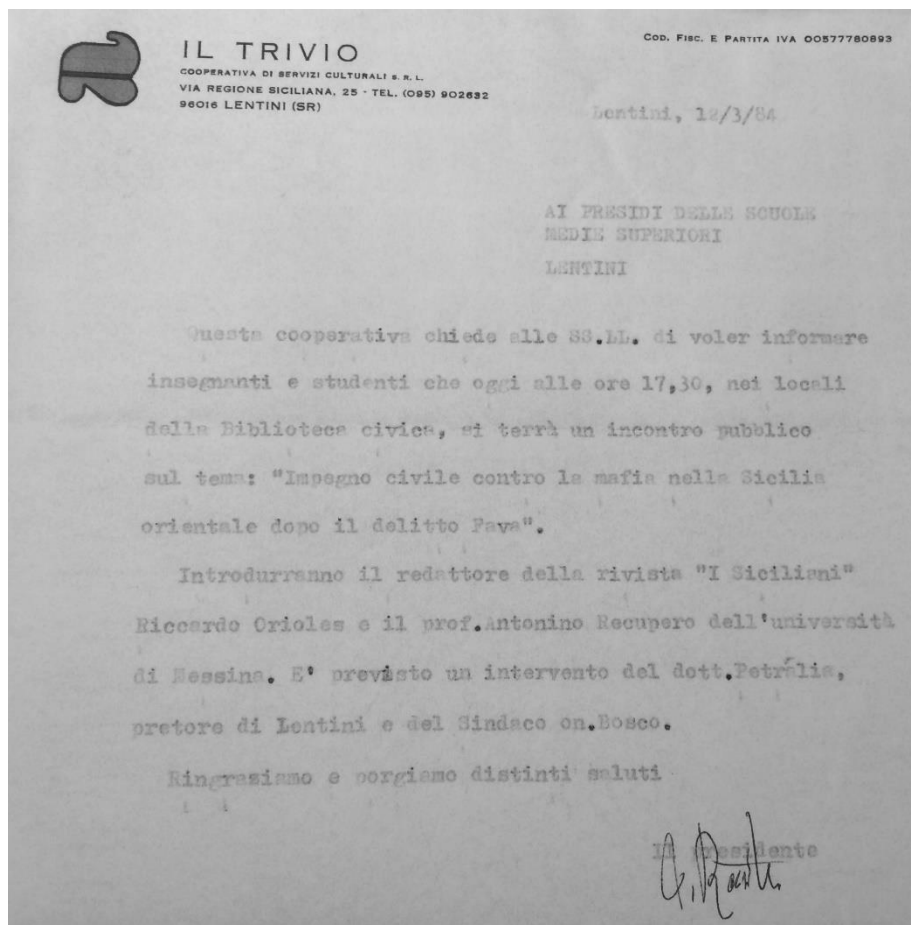 IL TRIVIO
COOPERATIVA DI SERVIZI CULTURALI S. R. L.
VIA REGIONE SICILIANA, 25 - TEL. (095) 902632
96016 LENTINI (SR)
COD. FISC. E PARTITA IVA 00577780893
Lentini, 12/3/84
AI PRESIDI DELLE SCUOLE
MEDIE SUPERIORI
LENTINI
Questa cooperativa chiede alle SS.LL. di voler informare
insegnanti e studenti che oggi alle ore 17,30, nei locali
della Biblioteca civica, si terrà un incontro pubblico
sul tema: "Impegno civile contro la mafia nella Sicilia
orientale dopo il delitto Fava".
Introdurranno il redattore della rivista "I Siciliani"
Riccardo Orioles e il prof.Antonino Recupero dell'università
di Messina. E' previsto un intervento del dott.Petràlia,
pretore di Lentini e del Sindaco on.Bosco.
Ringraziamo e porgiamo distinti saluti
Il presidente